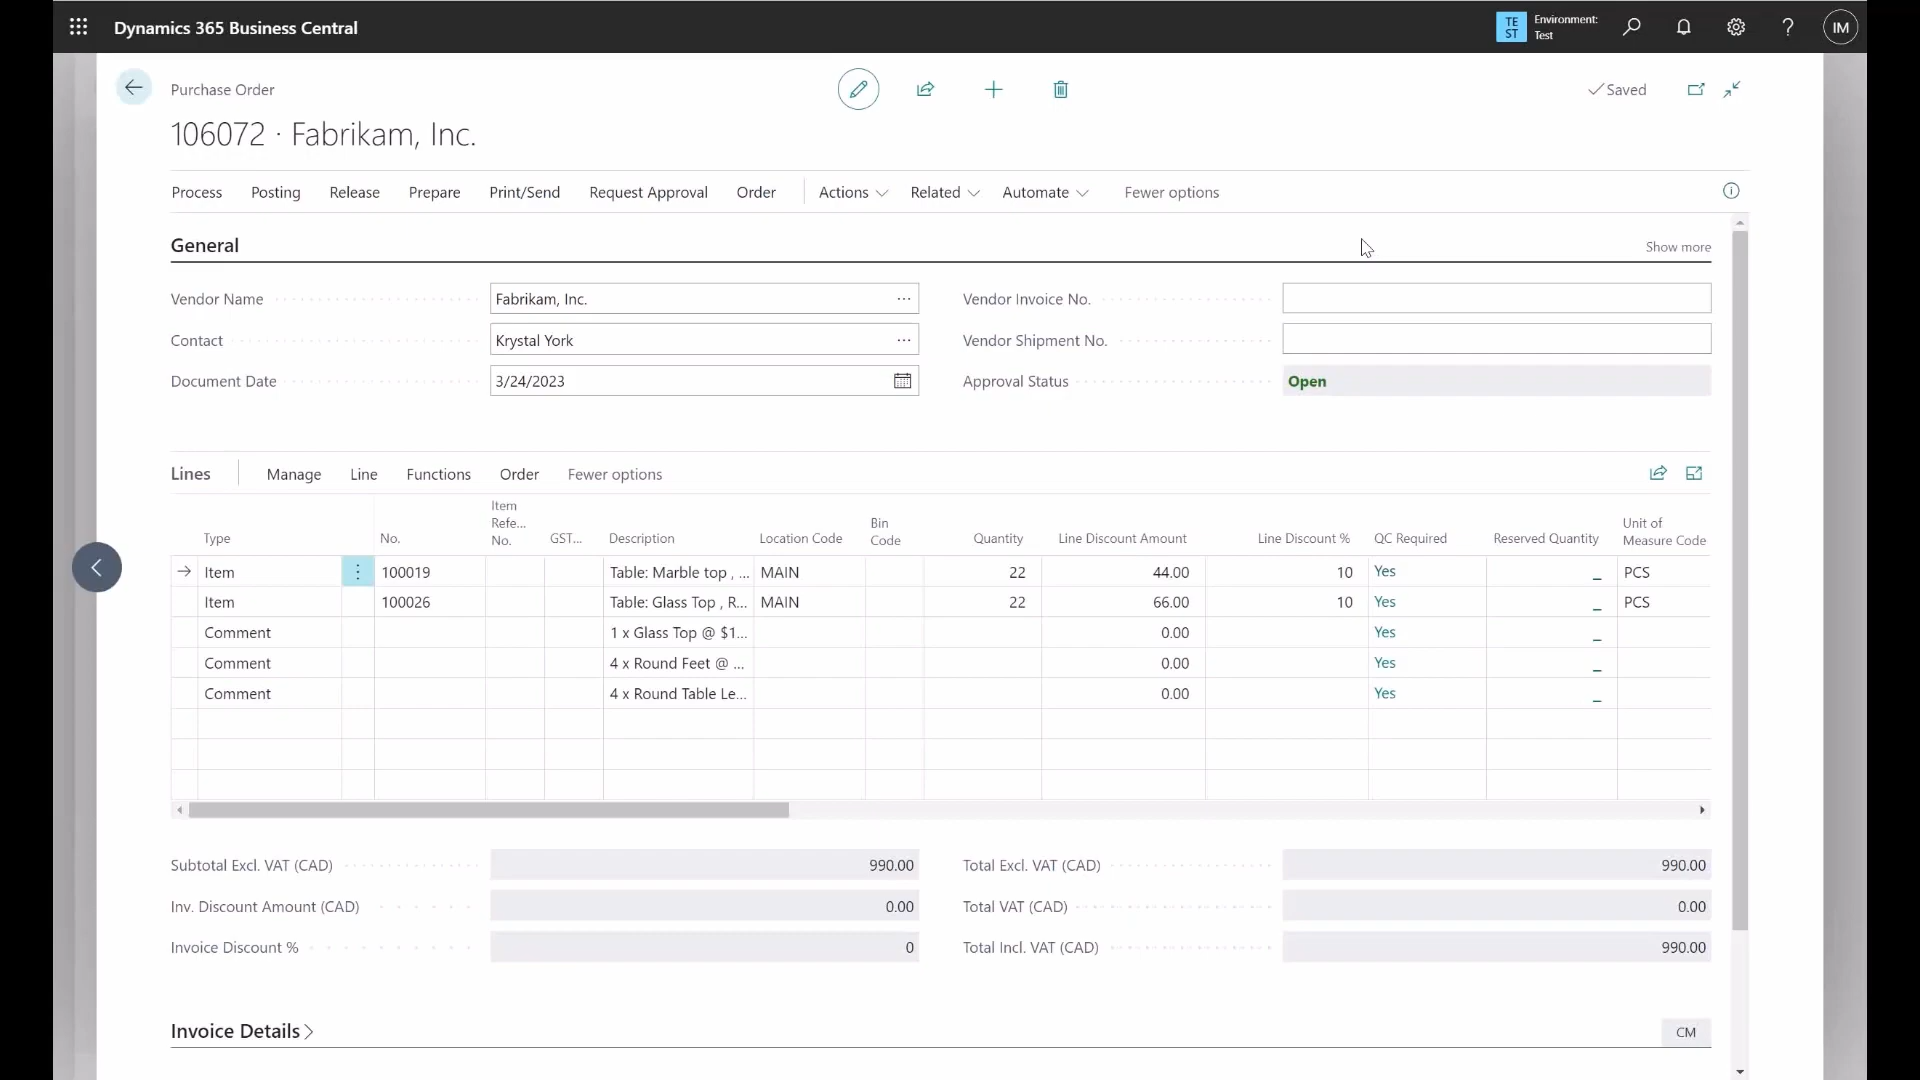 Dynamics 365 Business Central
TE
ST
Environment:
Test
IM
Purchase Order
Saved
106072 · Fabrikam, Inc.
Process Posting Release Prepare Print/Send Request Approval Order Actions Related Automate Fewer options
General
Show more
Vendor Name Fabrikam, Inc. Vendor Invoice No.
Contact Krystal York Vendor Shipment No.
Document Date 3/24/2023 Approval Status Open
Lines Manage Line Functions Order Fewer options
Type No. Item Refe... No. GST... Description Location Code Bin Code Quantity Line Discount Amount Line Discount % QC Required Reserved Quantity Unit of Measure Code
Item 100019 Table: Marble top , ... MAIN 22 44.00 10 Yes _ PCS
Item 100026 Table: Glass Top , R... MAIN 22 66.00 10 Yes _ PCS
Comment 1 x Glass Top @ $1... 0.00 Yes _
Comment 4 x Round Feet @ ... 0.00 Yes _
Comment 4 x Round Table Le... 0.00 Yes _
Subtotal Excl. VAT (CAD) 990.00 Total Excl. VAT (CAD) 990.00
Inv. Discount Amount (CAD) 0.00 Total VAT (CAD) 0.00
Invoice Discount % 0 Total Incl. VAT (CAD) 990.00
Invoice Details
CM